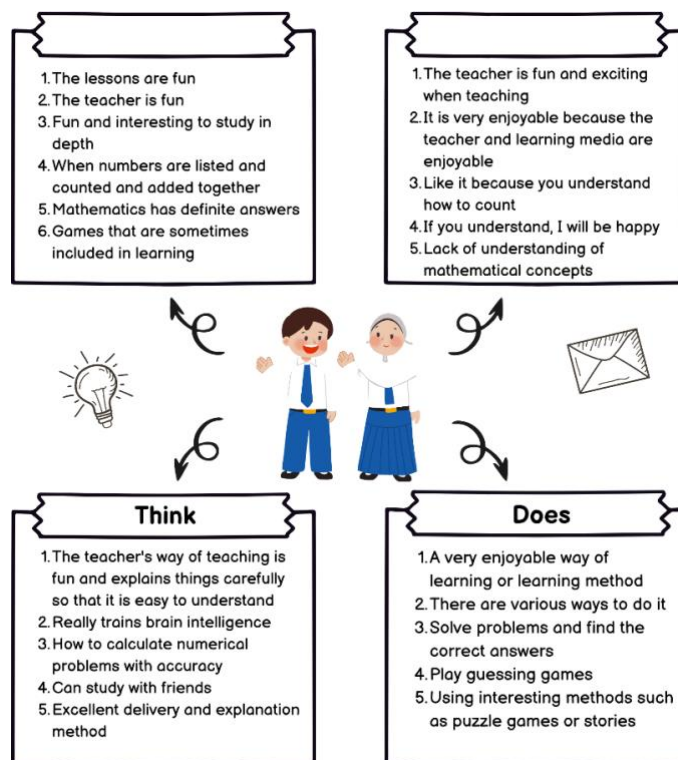 1.The lessons are fun
2.The teacher is fun
3.Fun and interesting to study in
depth
4.When numbers are listed and
counted and added together
5.Mathematics has definite answers
6.Games that are sometimes
included in learning
1.The teacher is fun and exciting
when teaching
2.It is very enjoyable because the
teacher and learning media are
enjoyable
3.Like it because you understand
how to count
4.If you understand, I will be happy
5.Lack of understanding of
mathematical concepts
Think
1.The teacher's way of teaching is
fun and explains things carefully
so that it is easy to understand
2.Really trains brain intelligence
3.How to calculate numerical
problems with accuracy
4.Can study with friends
5.Excellent delivery and explanation
method
Does
1.A very enjoyable way of
learning or learning method
2.There are various ways to do it
3.Solve problems and find the
correct answers
4.Play guessing games
5.Using interesting methods such
as puzzle games or stories